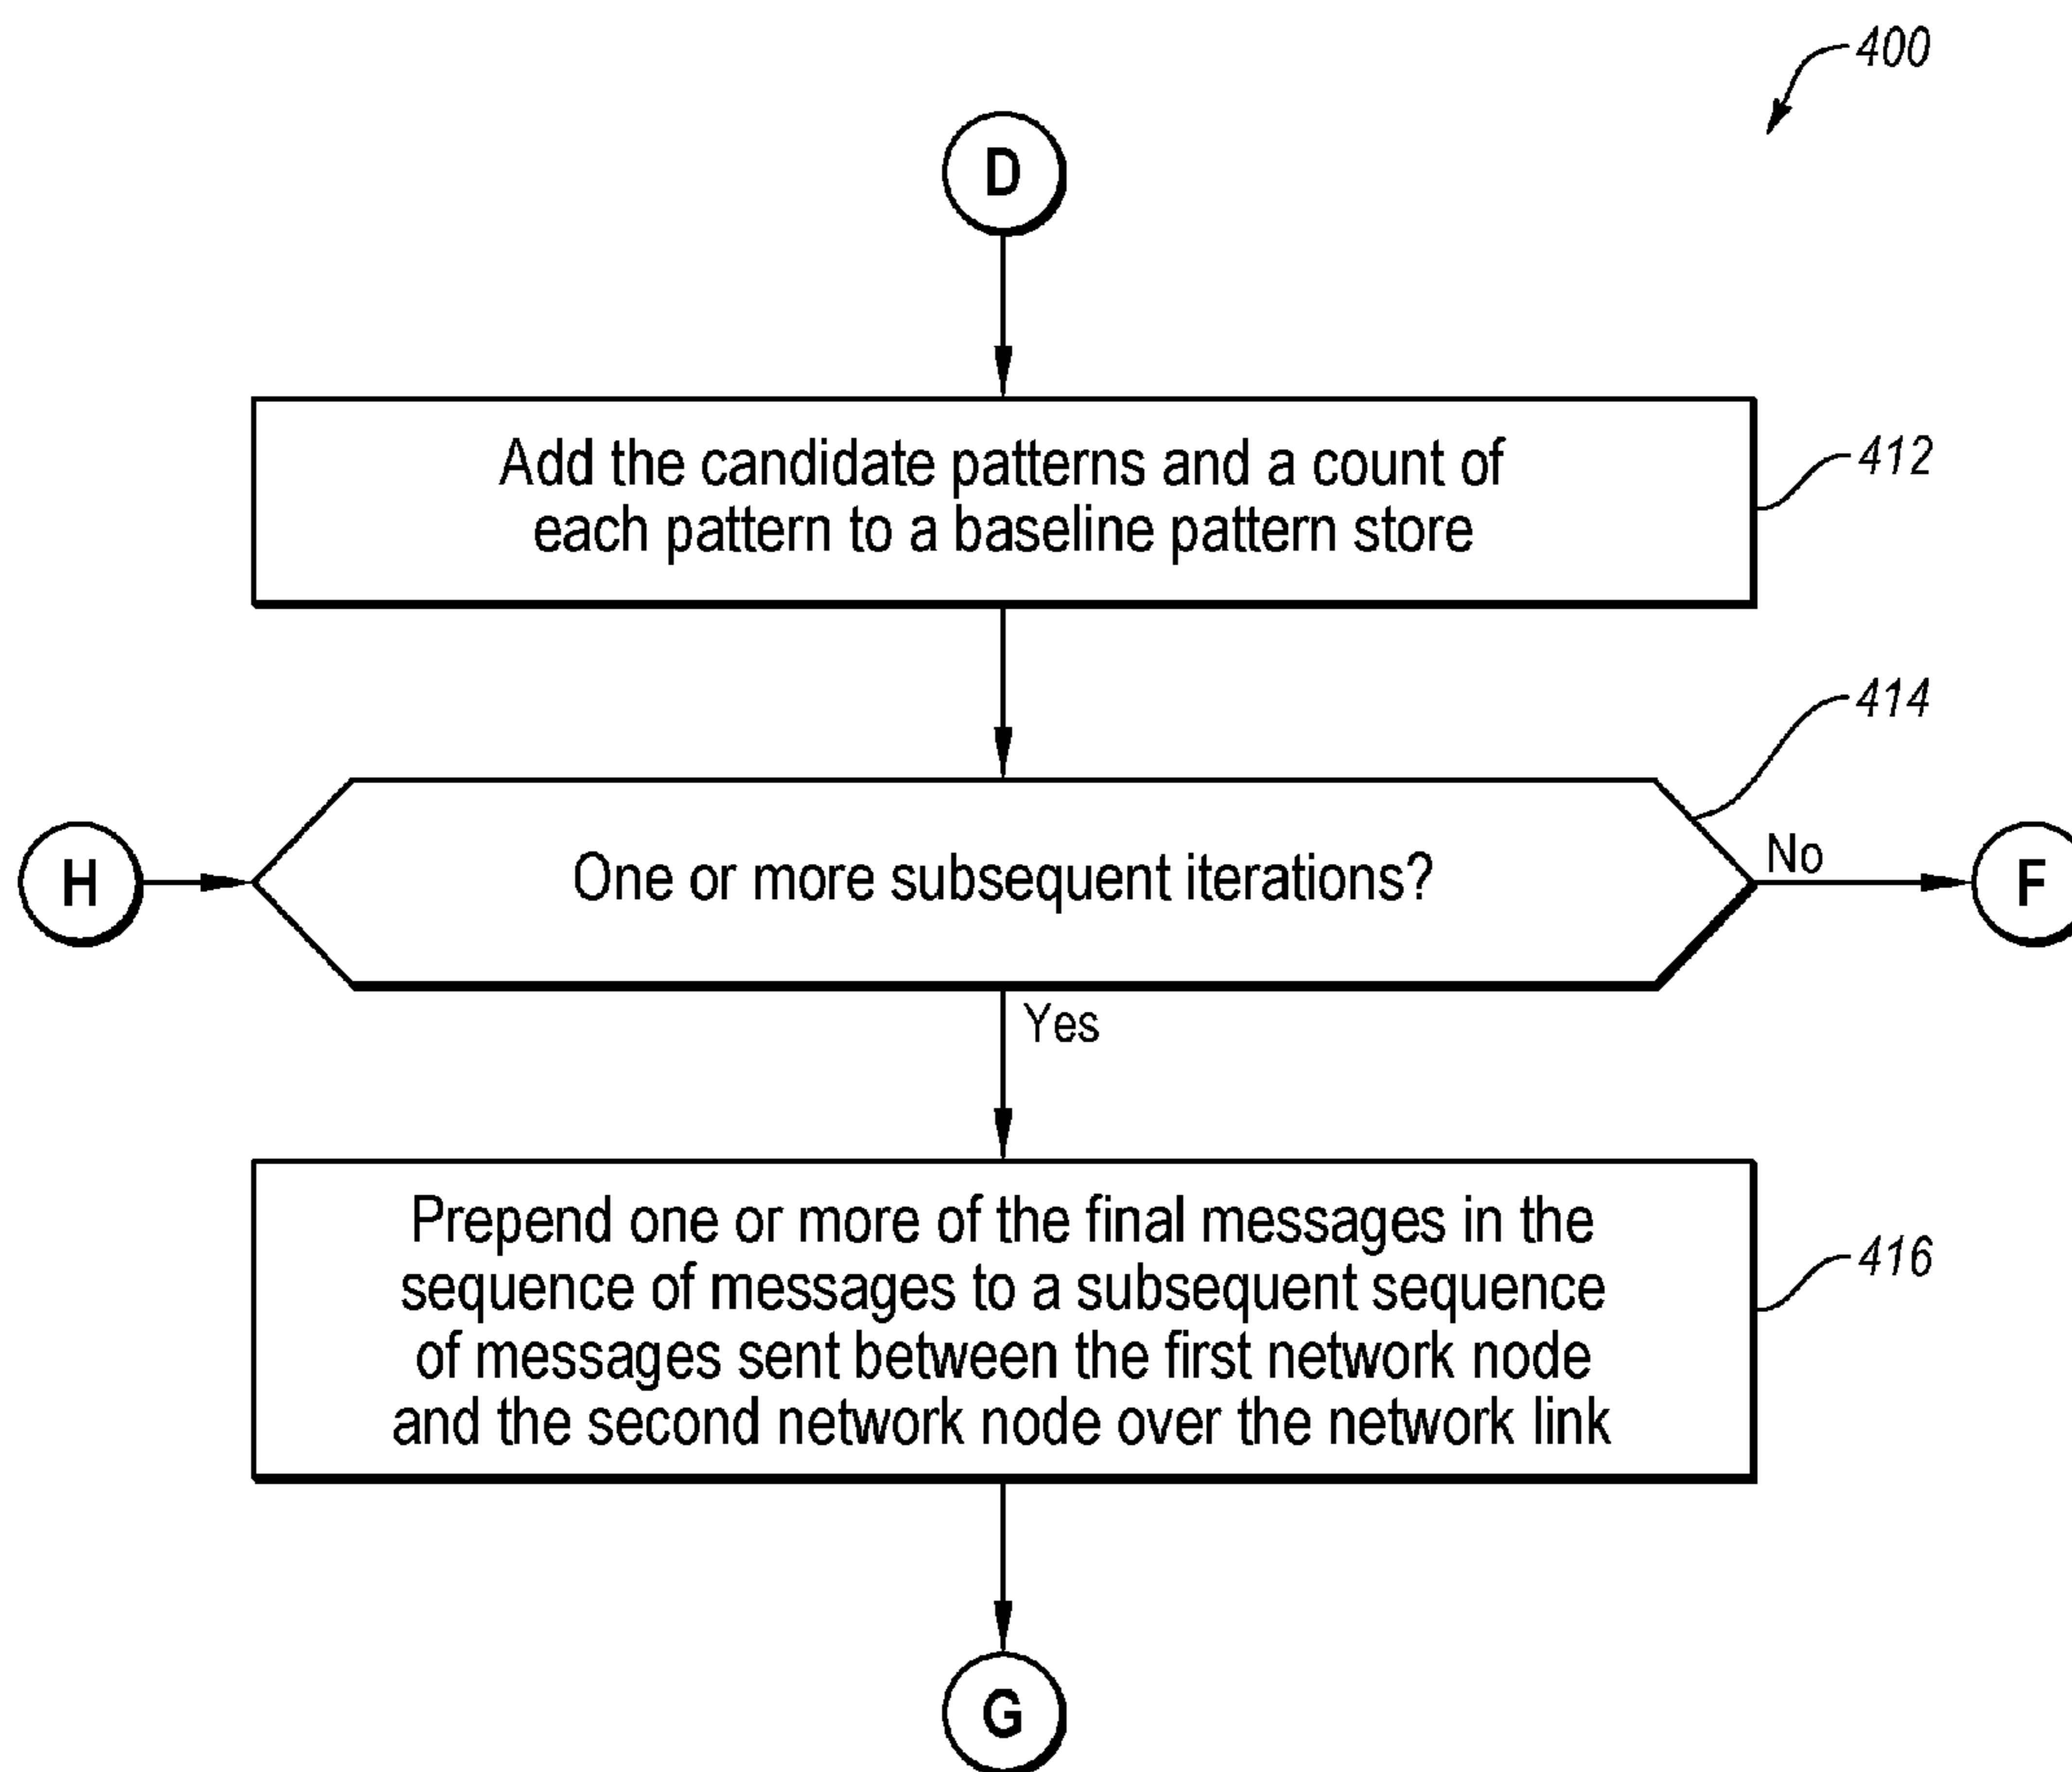 400
D
Add the candidate patterns and a count of
each pattern to a baseline pattern store
412
414
H
One or more subsequent iterations?
No
F
Yes
Prepend one or more of the final messages in the
sequence of messages to a subsequent sequence
of messages sent between the first network node
and the second network node over the network link
416
G